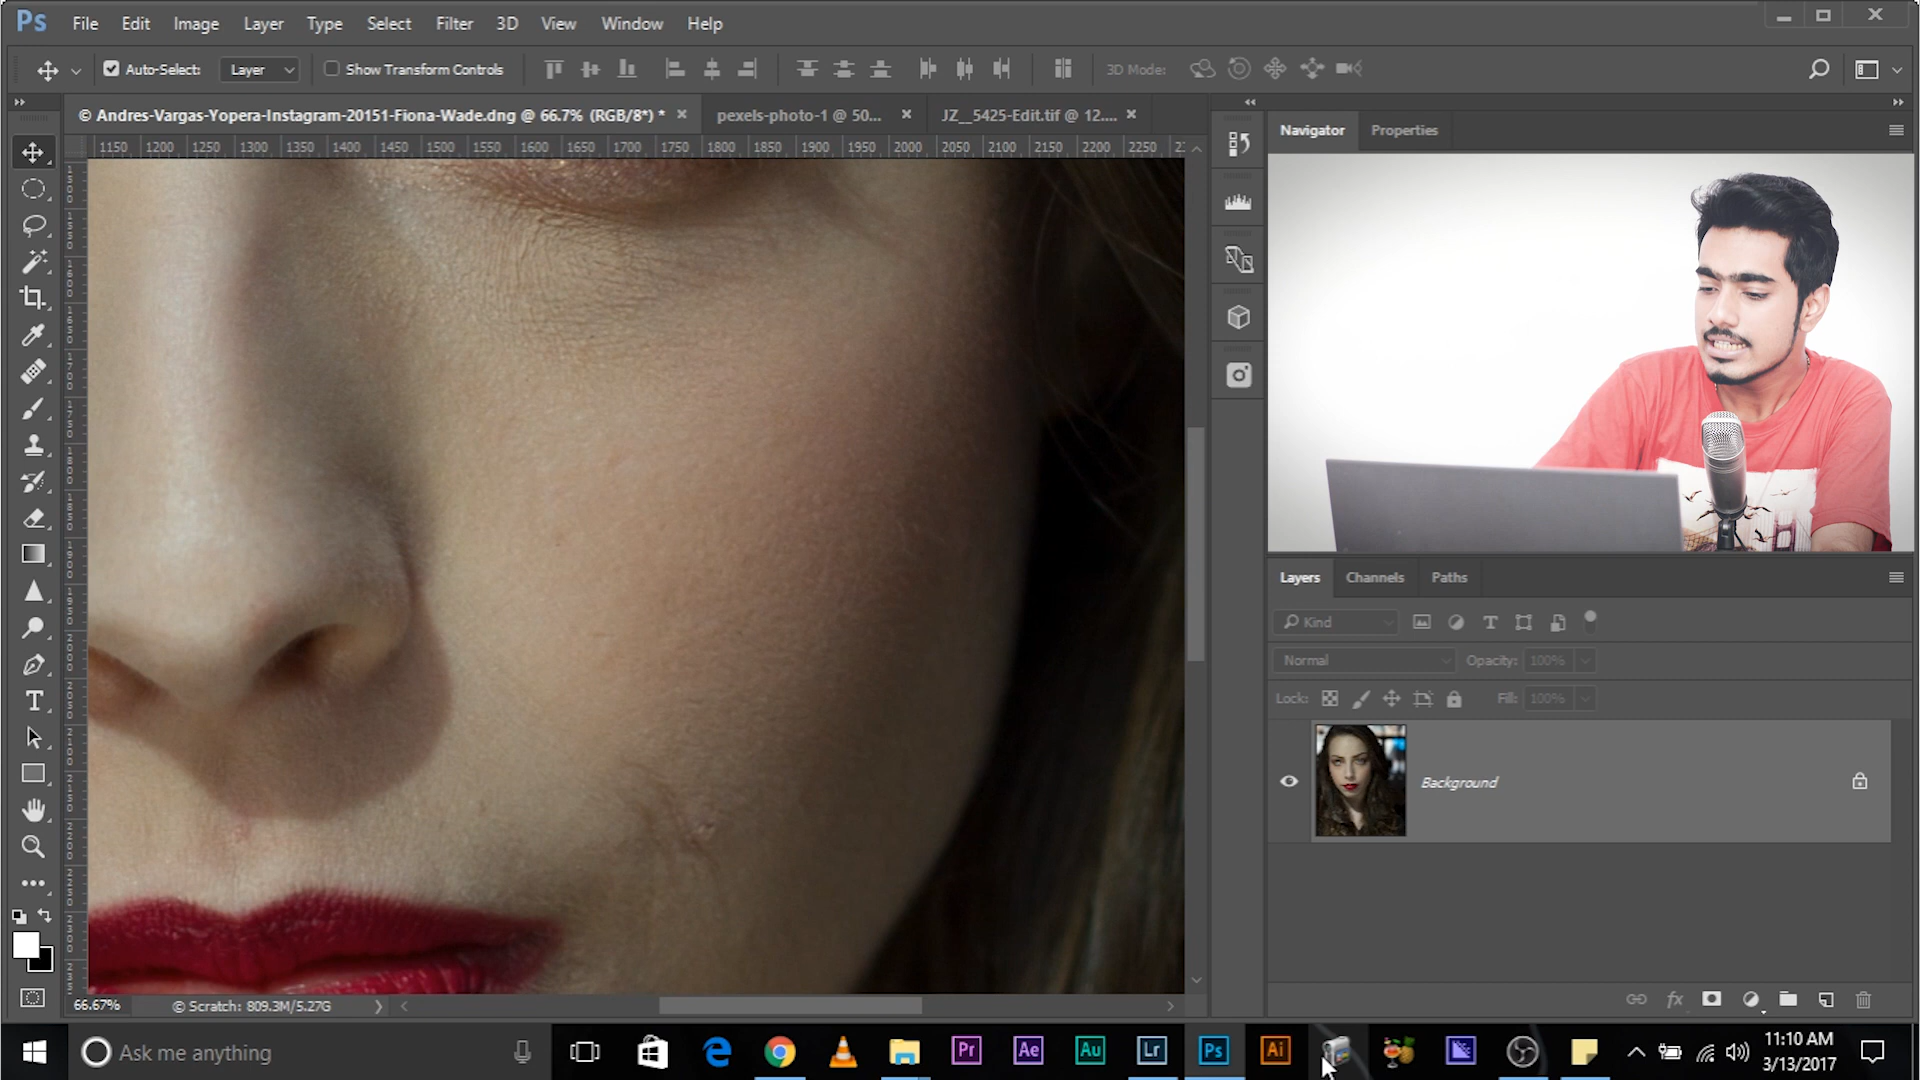 Ps File Edit Image Layer Type Select Filter 3D View Window Help
Auto-Select: Layer Show Transform Controls 3D Mode:
© Andres-Vargas-Yopera-Instagram-20151-Fiona-Wade.dng @ 66.7% (RGB/8*) * pexels-photo-1 @ 50... JZ__5425-Edit.tif @ 12....
1150 1200 1250 1300 1350 1400 1450 1500 1550 1600 1650 1700 1750 1800 1850 1900 1950 2000 2050 2100 2150 2200 2250
Navigator Properties
Layers Channels Paths
Kind
Normal Opacity: 100%
Lock: Fill: 100%
Background
66.67% © Scratch: 809.3M/5.27G
fx
Ask me anything Pr Ae Au Lr Ps Ai
11:10 AM
3/13/2017